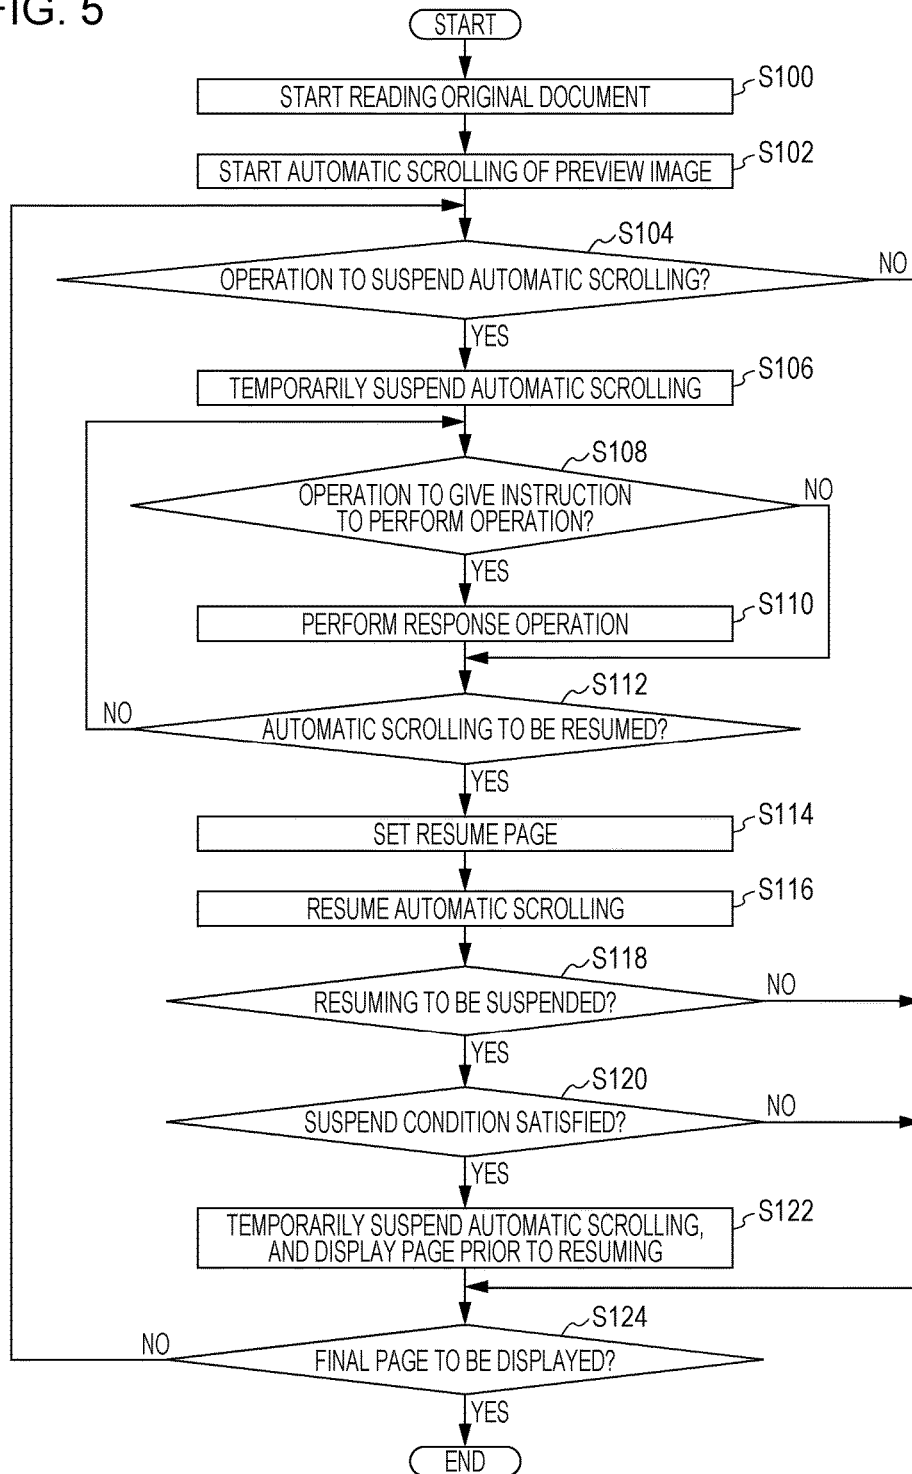 FIG. 5
START
S100
START READING ORIGINAL DOCUMENT
S102
START AUTOMATIC SCROLLING OF PREVIEW IMAGE
S104
OPERATION TO SUSPEND AUTOMATIC SCROLLING?
NO
YES
S106
TEMPORARILY SUSPEND AUTOMATIC SCROLLING
S108
OPERATION TO GIVE INSTRUCTION
TO PERFORM OPERATION?
NO
YES
S110
PERFORM RESPONSE OPERATION
S112
NO
AUTOMATIC SCROLLING TO BE RESUMED?
YES
S114
SET RESUME PAGE
S116
RESUME AUTOMATIC SCROLLING
S118
RESUMING TO BE SUSPENDED?
NO
YES
S120
SUSPEND CONDITION SATISFIED?
NO
YES
S122
TEMPORARILY SUSPEND AUTOMATIC SCROLLING,
AND DISPLAY PAGE PRIOR TO RESUMING
S124
NO
FINAL PAGE TO BE DISPLAYED?
YES
END